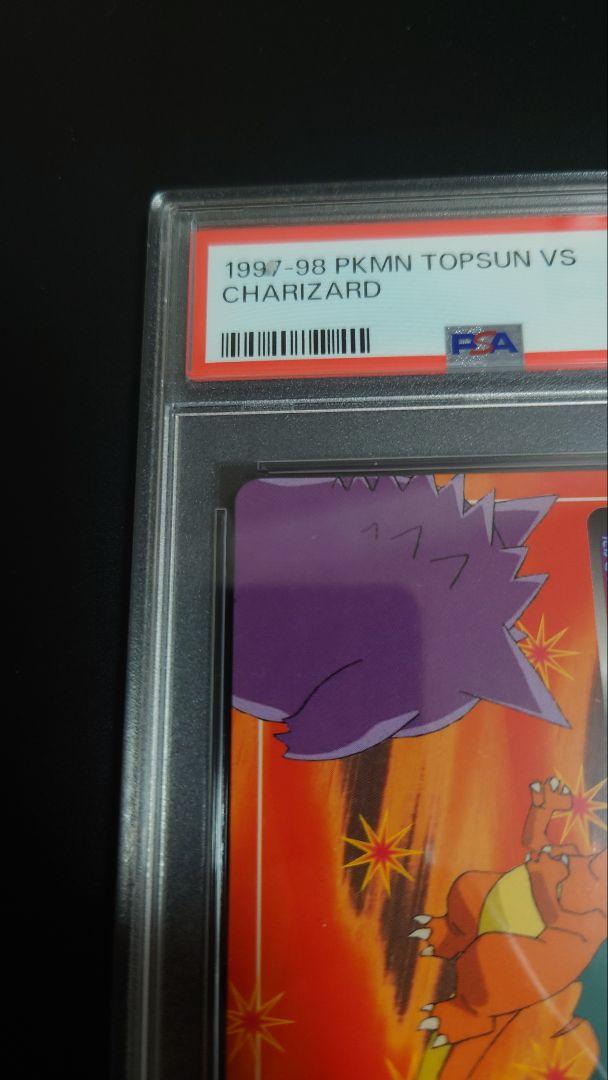 1997-98 PKMN TOPSUN VS
CHARIZARD
PSA